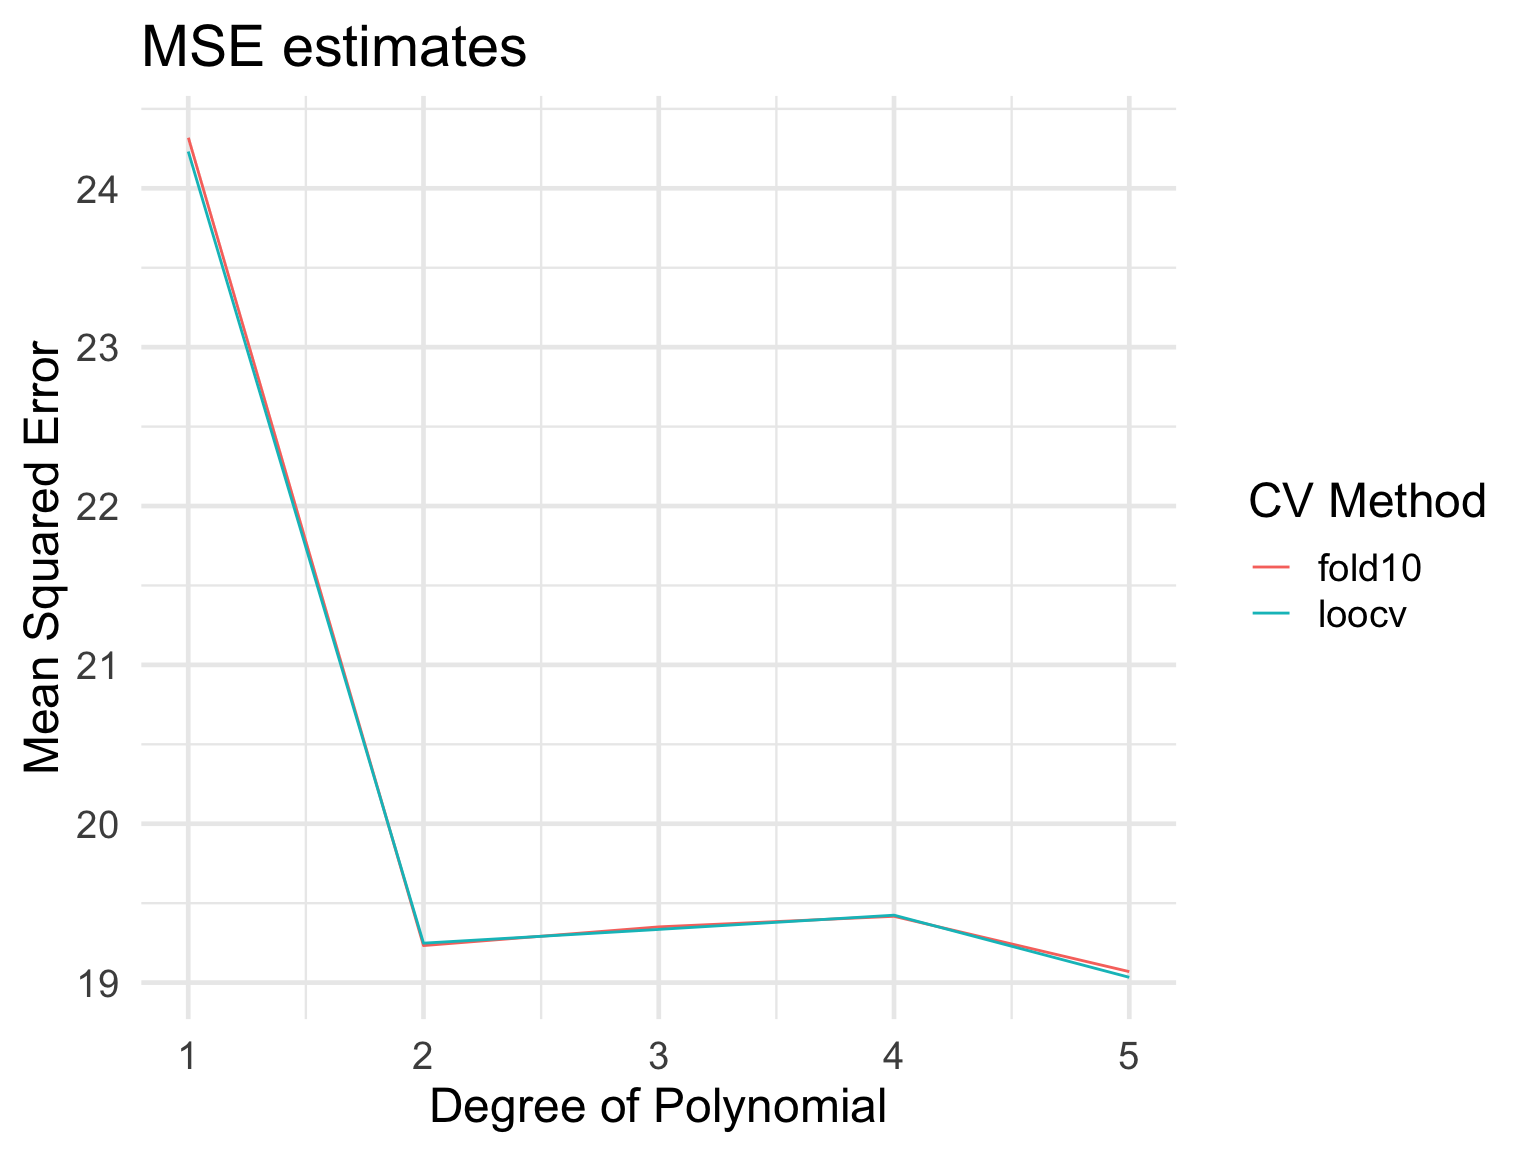 MSE estimates
Mean Squared Error
24
23
22
21
20
19
1 2 3 4 5
Degree of Polynomial
CV Method
fold10
loocv